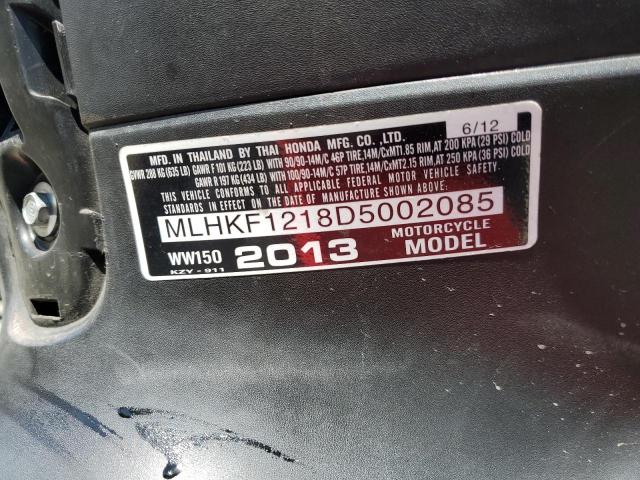 6/12
MFD. IN THAILAND BY THAI HONDA MFG. CO.,LTD.
GVWR 288 KG (635 LB) GAWR F 101 KG (223 LB) WITH 90/90-14M/C 46P TIRE,14M/CxMT1.85 RIM,AT 200 KPA (29 PSI) COLD
GAWR R 197 KG (434 LB) WITH 100/90-14M/C 57P TIRE,14M/CxMT2.15 RIM,AT 250 KPA (36 PSI) COLD
THIS VEHICLE CONFORMS TO ALL APPLICABLE FEDERAL MOTOR VEHICLE SAFETY
STANDARDS IN EFFECT ON THE DATE OF MANUFACTURE SHOWN ABOVE.
MLHKF1218D5002085
WW150 2013 MOTORCYCLE MODEL
KZY - 911